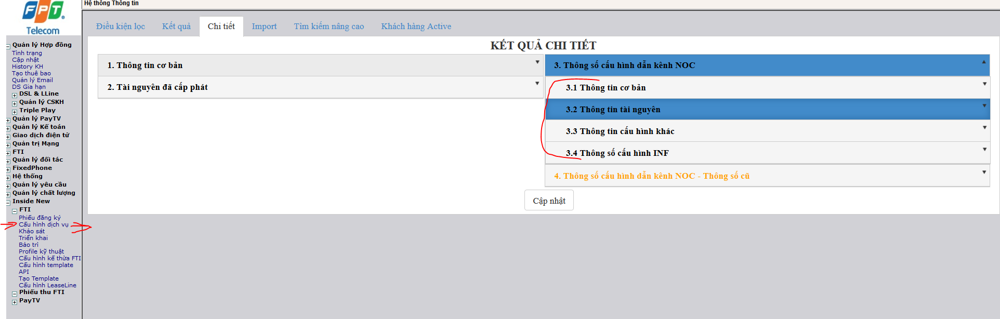 FPT
Telecom
Hệ thống Thông tin
Quản lý Hợp đồng
Tình trạng
Cập nhật
History KH
Tạo thuê bao
Quản lý Email
DS Gia hạn
DSL & LLine
Quản lý CSKH
Triple Play
Quản lý PayTV
Quản lý Kế toán
Giao dịch điện tử
Quản trị Mạng
FTI
Quản lý đối tác
FixedPhone
Hệ thống
Quản lý yêu cầu
Quản lý chất lượng
Inside New
FTI
Phiếu đăng ký
Cấu hình dịch vụ
Khảo sát
Triển khai
Bảo trì
Profile kỹ thuật
Cấu hình kế thừa FTI
Cấu hình template
API
Tạo Template
Cấu hình LeaseLine
Phiếu thu FTI
PayTV
Điều kiện lọc Kết quả Chi tiết Import Tìm kiếm nâng cao Khách hàng Active
KẾT QUẢ CHI TIẾT
1. Thông tin cơ bản
2. Tài nguyên đã cấp phát
3. Thông số cấu hình dẫn kênh NOC
3.1 Thông tin cơ bản
3.2 Thông tin tài nguyên
3.3 Thông tin cấu hình khác
3.4 Thông số cấu hình INF
4. Thông số cấu hình dẫn kênh NOC - Thông số cũ
Cập nhật